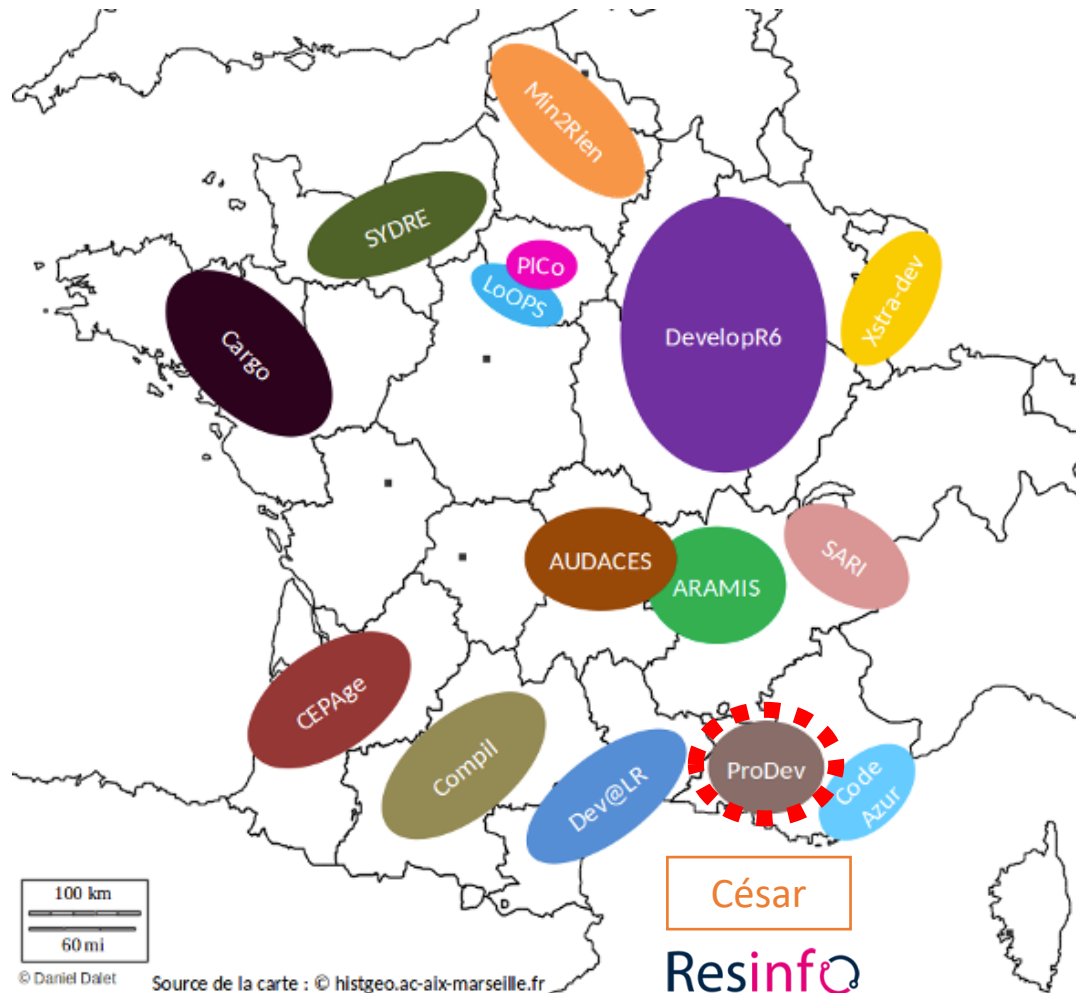 Min2Rien
SYDRE
PICo
LoOPS
Xstra-dev
Cargo
DevelopR6
AUDACES
ARAMIS
SARI
CEPAge
Compil
Dev@LR
ProDev
Code
Azur
César
Resinfo
100 km
60 mi
© Daniel Dalet
Source de la carte : © histgeo.ac-aix-marseille.fr